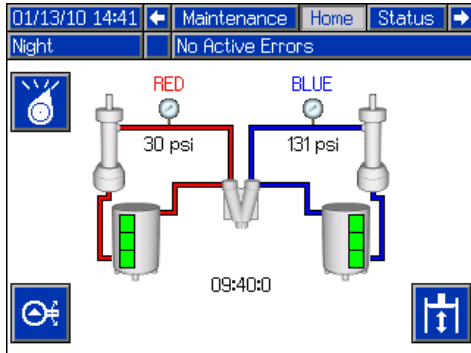 01/13/10 14:41 Maintenance Home Status
Night No Active Errors
RED BLUE
30 psi 131 psi
09:40:0